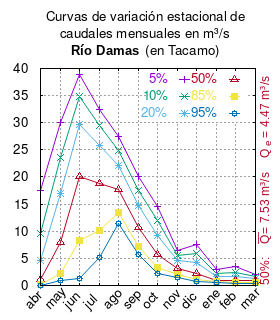 Curvas de variación estacional de
caudales mensuales en m³/s
Río Damas (en Tacamo)
40
35
30
25
20
15
10
5
0
5% 50%
10% 85%
20% 95%
abr may jun jul ago sep oct nov dic ene feb mar
50% Q= 7.53 m³/s Qe = 4.47 m³/s